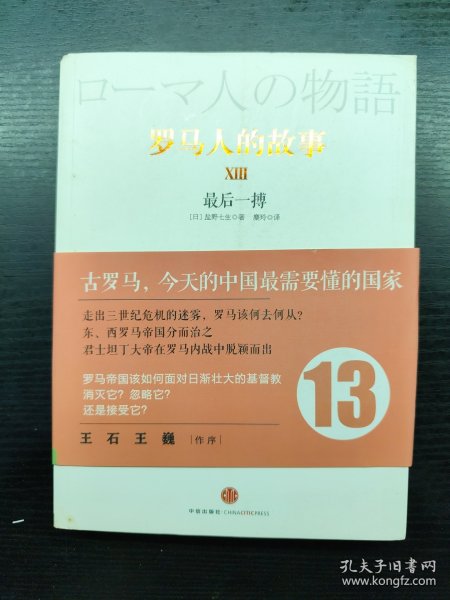 ローマ人の物語
罗马人的故事
XIII
最后一搏
[日]盐野七生◎著 糜玲◎译
古罗马，今天的中国最需要懂的国家
走出三世纪危机的迷雾，罗马该何去何从？
东、西罗马帝国分而治之
君士坦丁大帝在罗马内战中脱颖而出
罗马帝国该如何面对日渐壮大的基督教
消灭它？忽略它？
还是接受它？
13
王石 王巍 [作序]
中信出版社·CHINACITICPRESS
孔夫子旧书网
www.kongfz.com